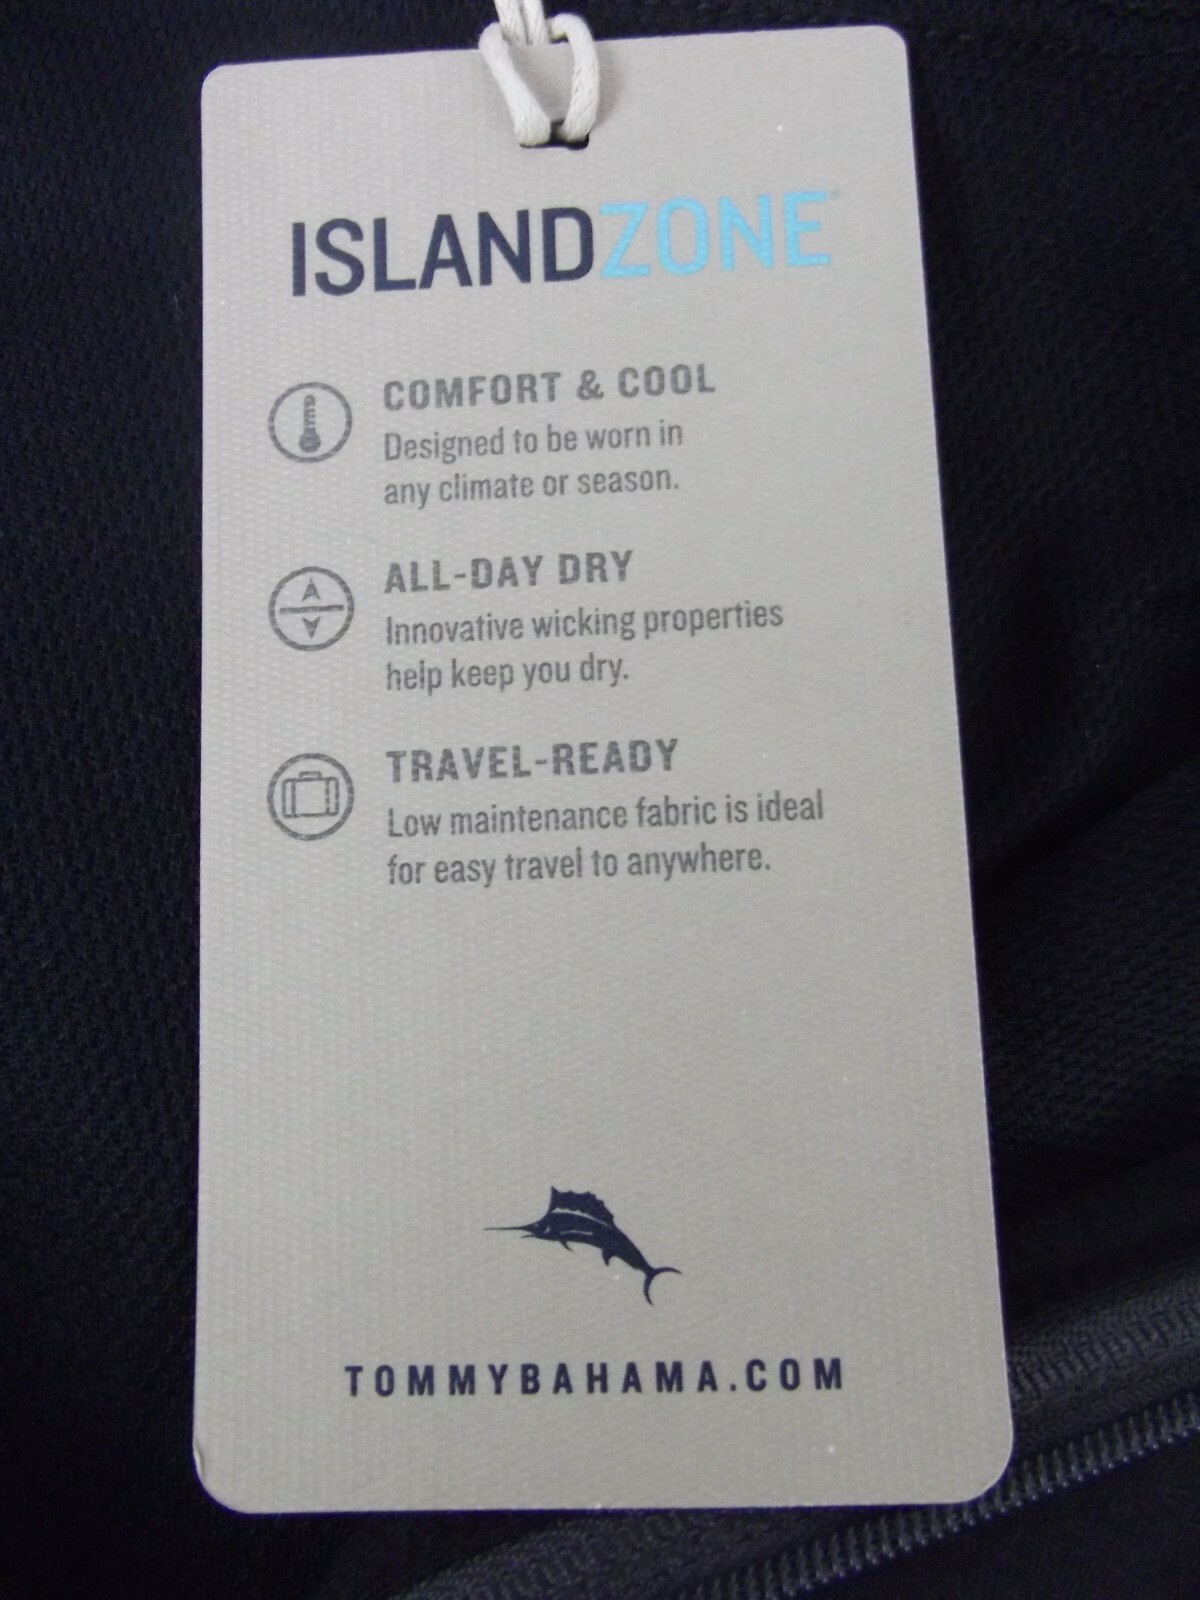 ISLANDZONE
COMFORT & COOL
Designed to be worn in
any climate or season.
ALL-DAY DRY
Innovative wicking properties
help keep you dry.
TRAVEL-READY
Low maintenance fabric is ideal
for easy travel to anywhere.
TOMMYBAHAMA.COM